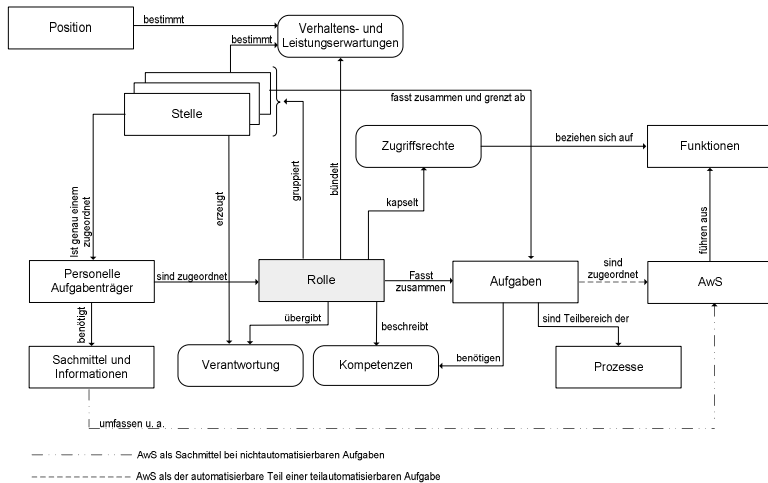 Position
bestimmt
Verhaltens- und
Leistungserwartungen
bestimmt
Stelle
fasst zusammen und grenzt ab
Zugriffsrechte
beziehen sich auf
Funktionen
Ist genau einem
zugeordnet
erzeugt
gruppiert
bündelt
kapselt
führen aus
Personelle
Aufgabenträger
sind zugeordnet
Rolle
Fasst
zusammen
Aufgaben
sind
zugeordnet
AwS
benötigt
übergibt
beschreibt
sind Teilbereich der
Sachmittel und
Informationen
Verantwortung
Kompetenzen
benötigen
Prozesse
umfassen u. a.
AwS als Sachmittel bei nichtautomatisierbaren Aufgaben
AwS als der automatisierbare Teil einer teilautomatisierbaren Aufgabe